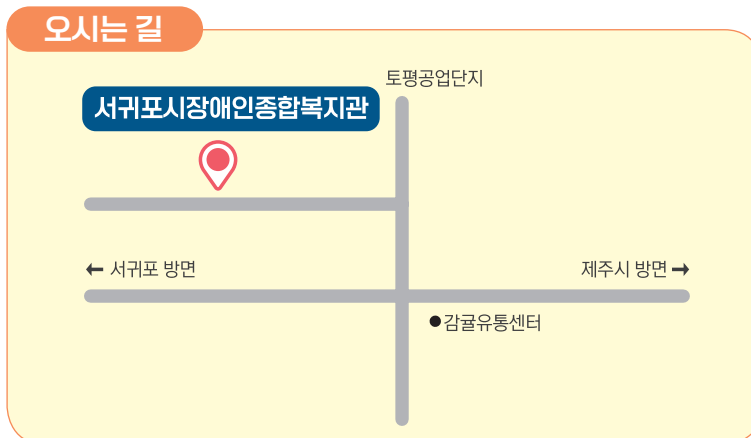 오시는 길
토평공업단지
서귀포시장애인종합복지관
← 서귀포 방면
제주시 방면 →
●감귤유통센터